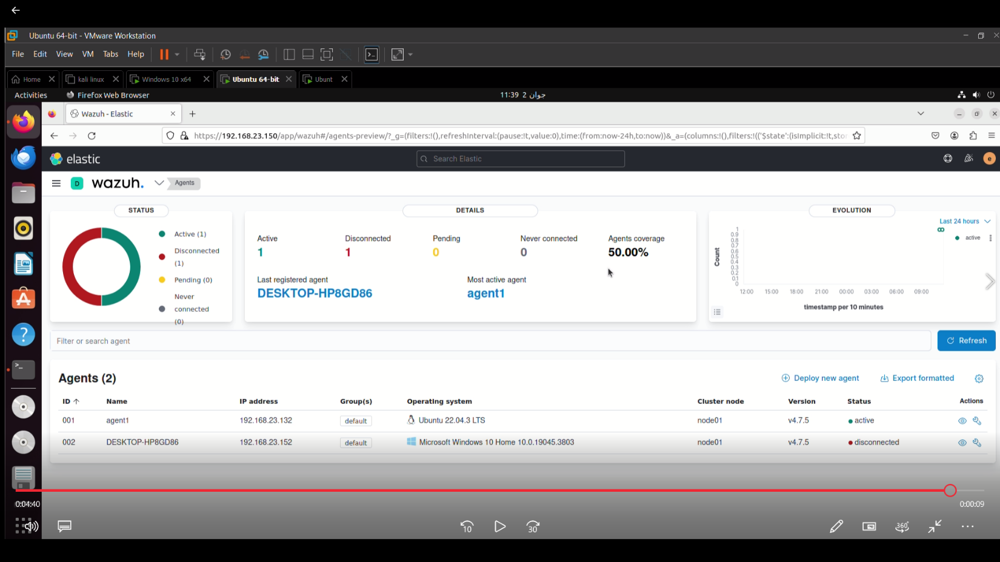 Ubuntu 64-bit - VMware Workstation
File Edit View VM Tabs Help
Home kali linux Windows 10 x64 Ubuntu 64-bit Ubunt
Activities Firefox Web Browser 11:39 2 جوان
Wazuh - Elastic
https://192.168.23.150/app/wazuh#/agents-preview/?_g=(filters:!(),refreshInterval:(pause:!t,value:0),time:(from:now-24h,to:now))&_a=(columns:!(),filters:!(('$state':(isImplicit:!t,stor
elastic
Search Elastic
e
D wazuh. Agents
STATUS
Active (1)
Disconnected
(1)
Pending (0)
Never
connected
(0)
DETAILS
Active Disconnected Pending Never connected Agents coverage
1 1 0 0 50.00%
Last registered agent Most active agent
DESKTOP-HP8GD86 agent1
EVOLUTION
Last 24 hours
active
Count
1
0.9
0.8
0.7
0.6
0.5
0.4
0.3
0.2
0.1
0
12:00 15:00 18:00 21:00 00:00 03:00 06:00 09:00
timestamp per 10 minutes
Filter or search agent
Refresh
Agents (2)
Deploy new agent Export formatted
ID Name IP address Group(s) Operating system Cluster node Version Status Actions
001 agent1 192.168.23.132 default Ubuntu 22.04.3 LTS node01 v4.7.5 active
002 DESKTOP-HP8GD86 192.168.23.152 default Microsoft Windows 10 Home 10.0.19045.3803 node01 v4.7.5 disconnected
0:04:40 0:00:09
10 30 360°